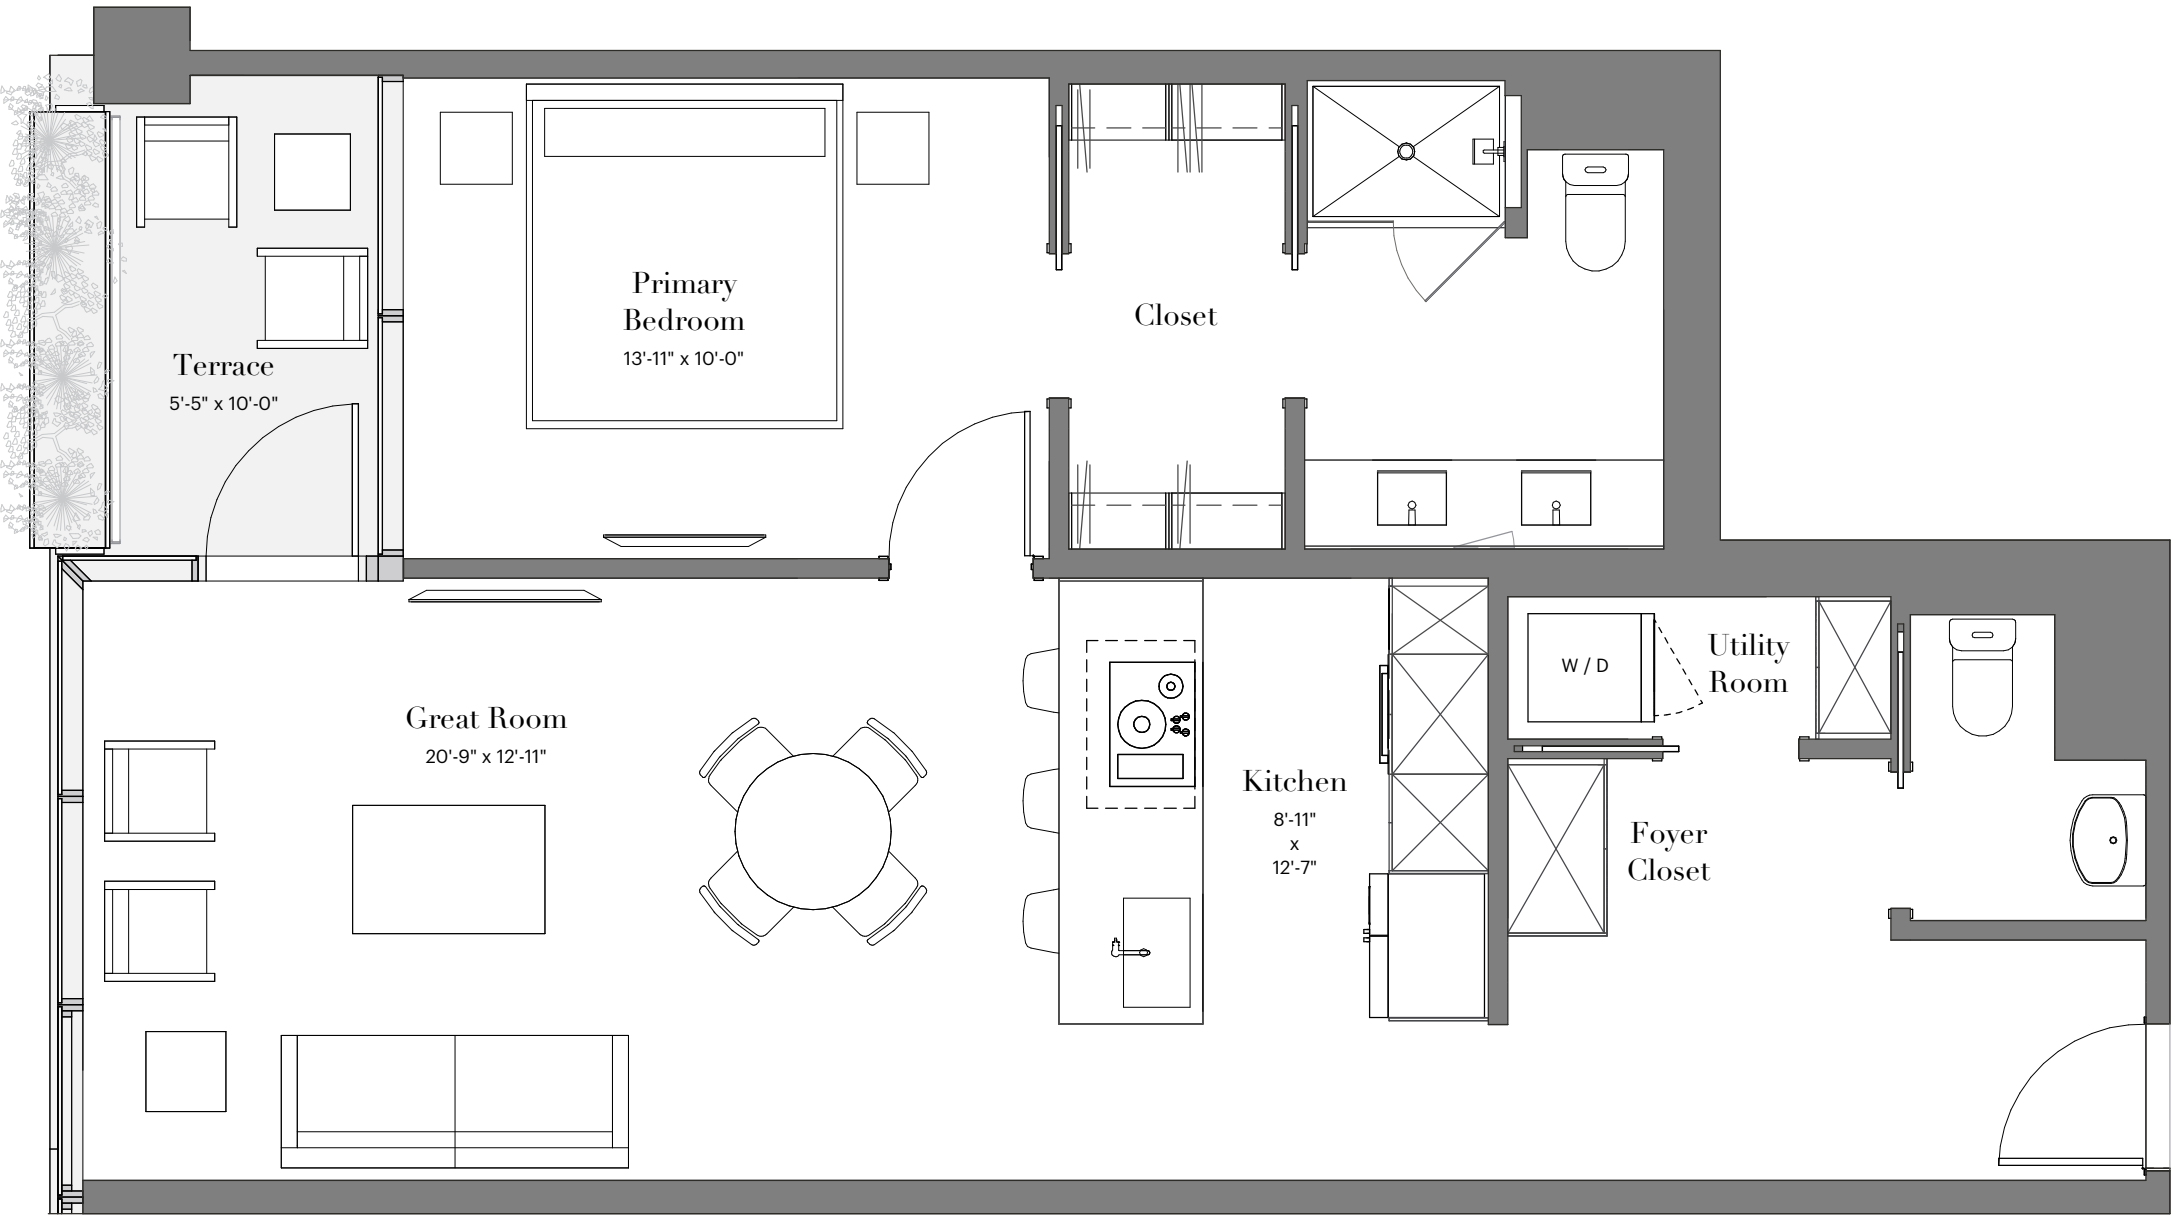 Primary
Bedroom
13'-11" x 10'-0"
Closet
Terrace
5'-5" x 10'-0"
Great Room
20'-9" x 12'-11"
Kitchen
8'-11"
x
12'-7"
W / D
Utility
Room
Foyer
Closet